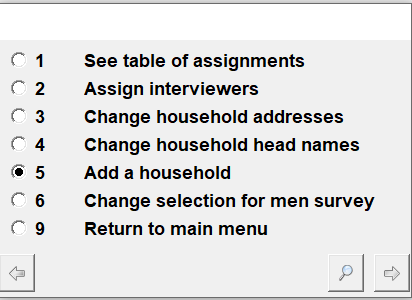 1 See table of assignments
2 Assign interviewers
3 Change household addresses
4 Change household head names
5 Add a household
6 Change selection for men survey
9 Return to main menu